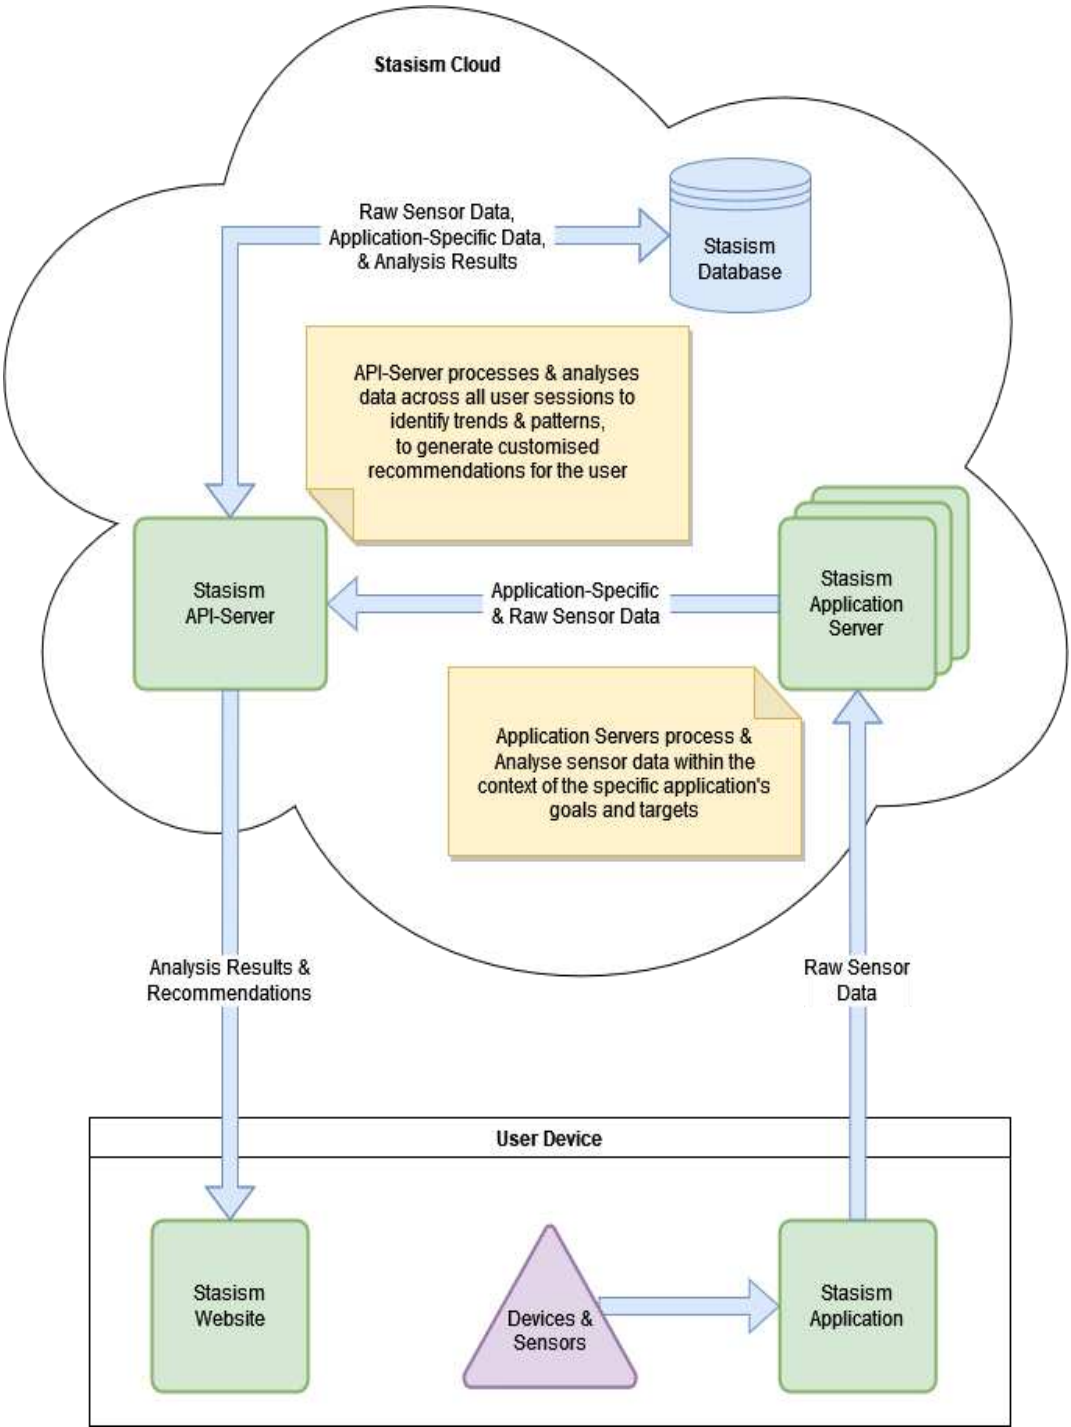 Stasism Cloud
Raw Sensor Data,
Application-Specific Data,
& Analysis Results
Stasism
Database
API-Server processes & analyses
data across all user sessions to
identify trends & patterns,
to generate customised
recommendations for the user
Stasism
API-Server
Application-Specific
& Raw Sensor Data
Stasism
Application
Server
Application Servers process &
Analyse sensor data within the
context of the specific application's
goals and targets
Analysis Results &
Recommendations
Raw Sensor
Data
User Device
Stasism
Website
Devices &
Sensors
Stasism
Application